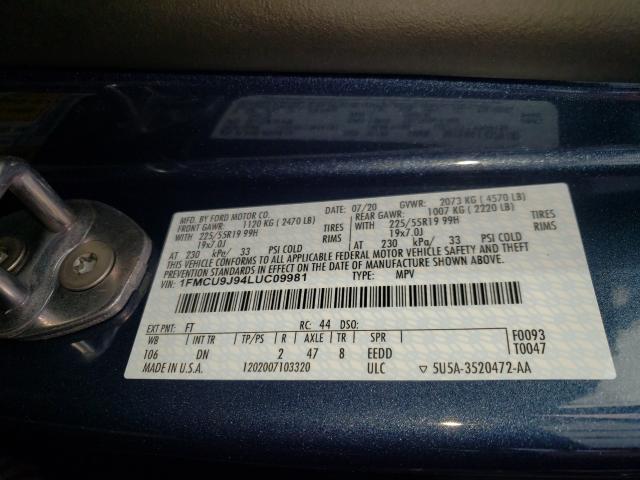 MFD. BY FORD MOTOR CO.
DATE: 07/20 GVWR: 2073 KG ( 4570 LB)
FRONT GAWR: 1120 KG ( 2470 LB) REAR GAWR: 1007 KG ( 2220 LB)
WITH 225/55R19 99H TIRES WITH 225/55R19 99H TIRES
19x7.0J RIMS 19x7.0J RIMS
AT 230 kPa/ 33 PSI COLD AT 230 kPa/ 33 PSI COLD
THIS VEHICLE CONFORMS TO ALL APPLICABLE FEDERAL MOTOR VEHICLE SAFETY AND
THEFT PREVENTION STANDARDS IN EFFECT ON THE DATE OF MANUFACTURE SHOWN ABOVE.
VIN: 1FMCU9J94LUC09981 TYPE: MPV
EXT PNT: FT RC: 44 DSO:
WB INT TR TP/PS R AXLE TR SPR F0093
106 DN 2 47 8 EEDD T0047
MADE IN U.S.A. 1202007103320 ULC ▽ 5U5A-3520472-AA